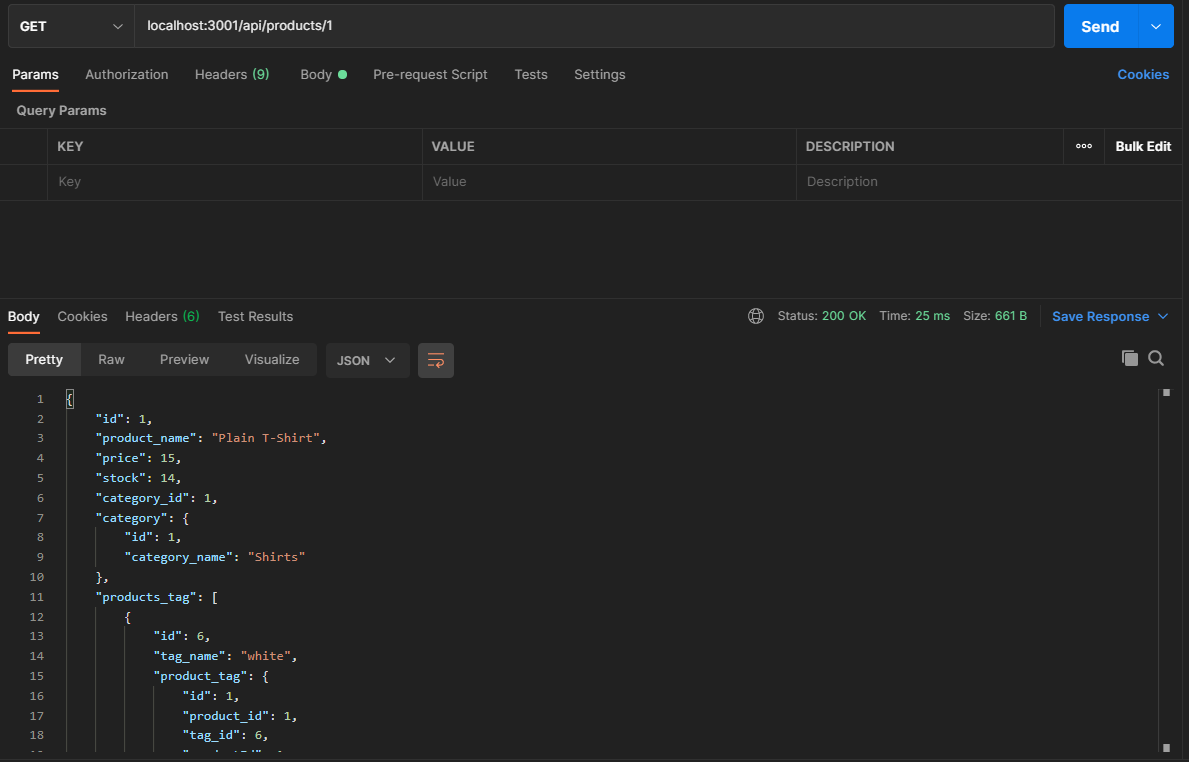 GET localhost:3001/api/products/1 Send
Params Authorization Headers (9) Body Pre-request Script Tests Settings Cookies
Query Params
KEY VALUE DESCRIPTION ooo Bulk Edit
Key Value Description
Body Cookies Headers (6) Test Results Status: 200 OK Time: 25 ms Size: 661 B Save Response
Pretty Raw Preview Visualize JSON
1 {
2 "id": 1,
3 "product_name": "Plain T-Shirt",
4 "price": 15,
5 "stock": 14,
6 "category_id": 1,
7 "category": {
8 "id": 1,
9 "category_name": "Shirts"
10 },
11 "products_tag": [
12 {
13 "id": 6,
14 "tag_name": "white",
15 "product_tag": {
16 "id": 1,
17 "product_id": 1,
18 "tag_id": 6,